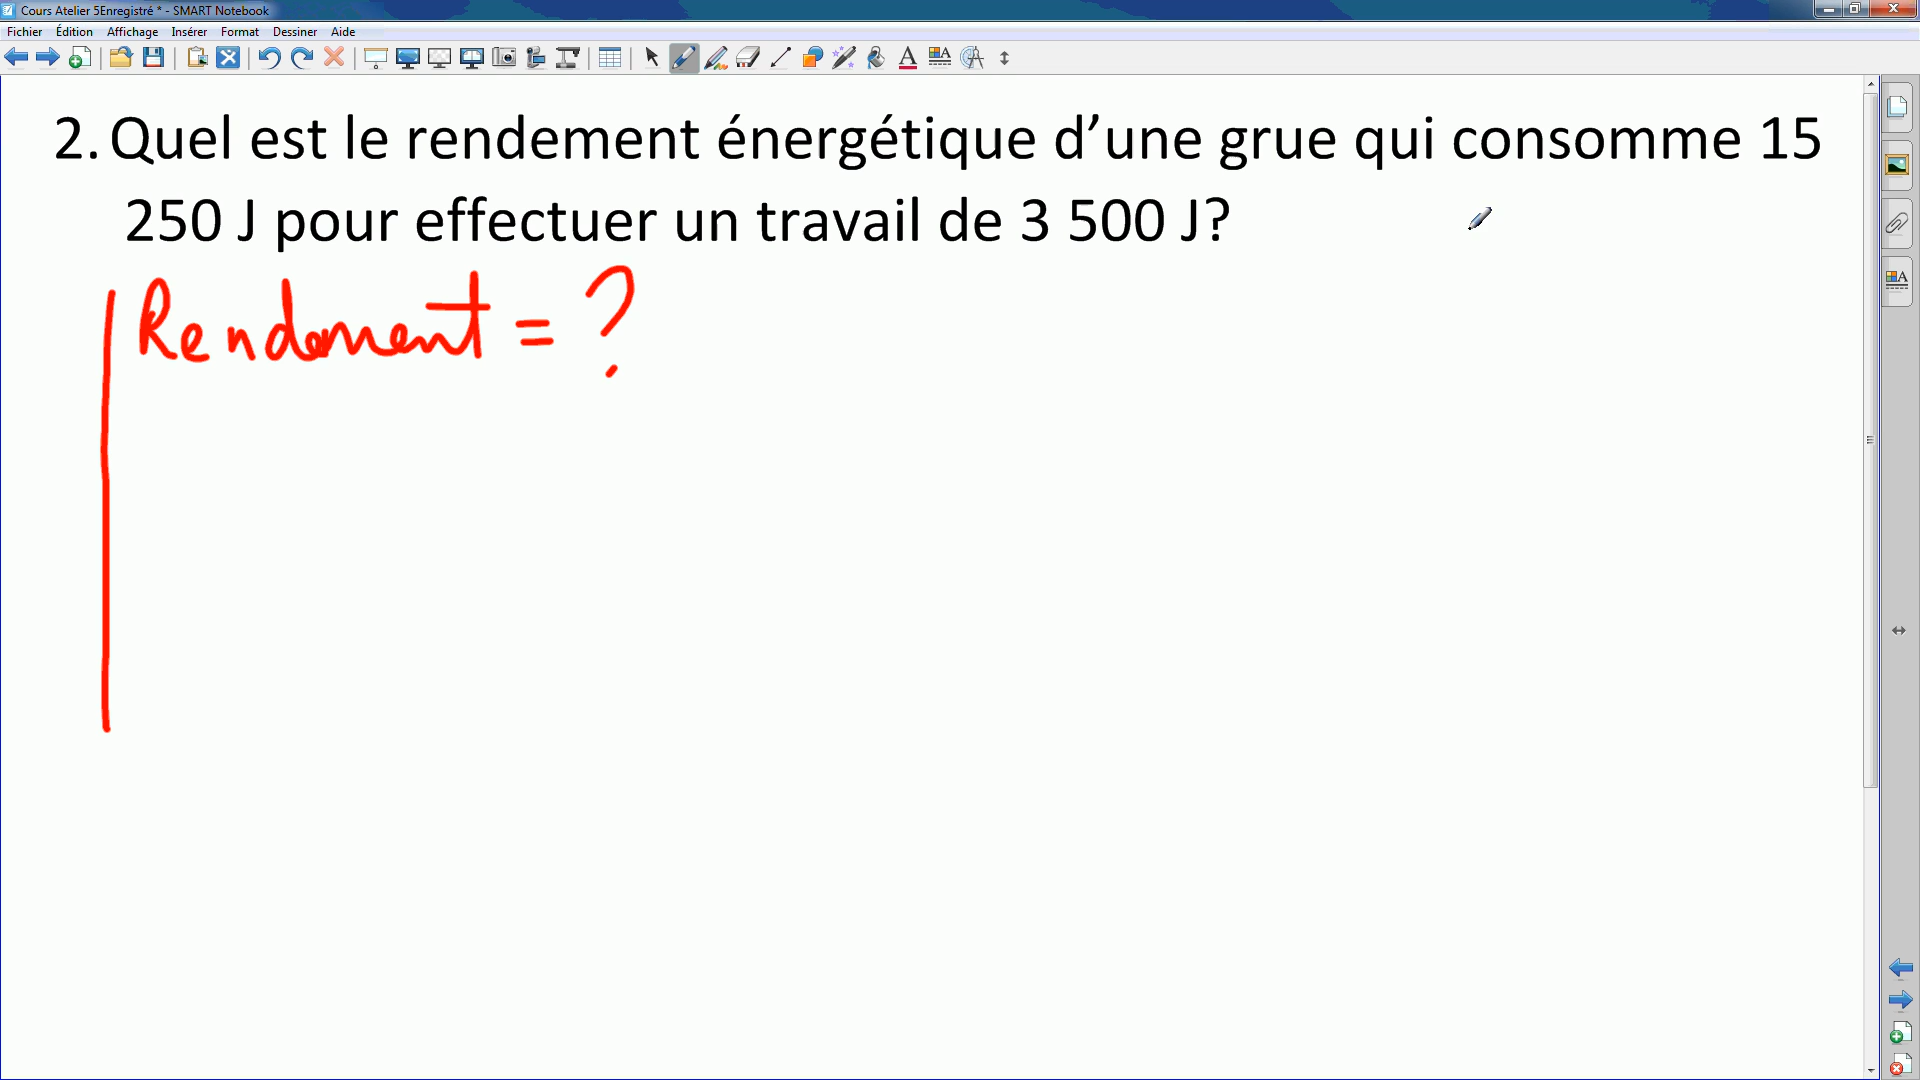 Cours Atelier 5Enregistré * - SMART Notebook
Fichier Édition Affichage Insérer Format Dessiner Aide
2. Quel est le rendement énergétique d’une grue qui consomme 15
250 J pour effectuer un travail de 3 500 J?
Rendement = ?